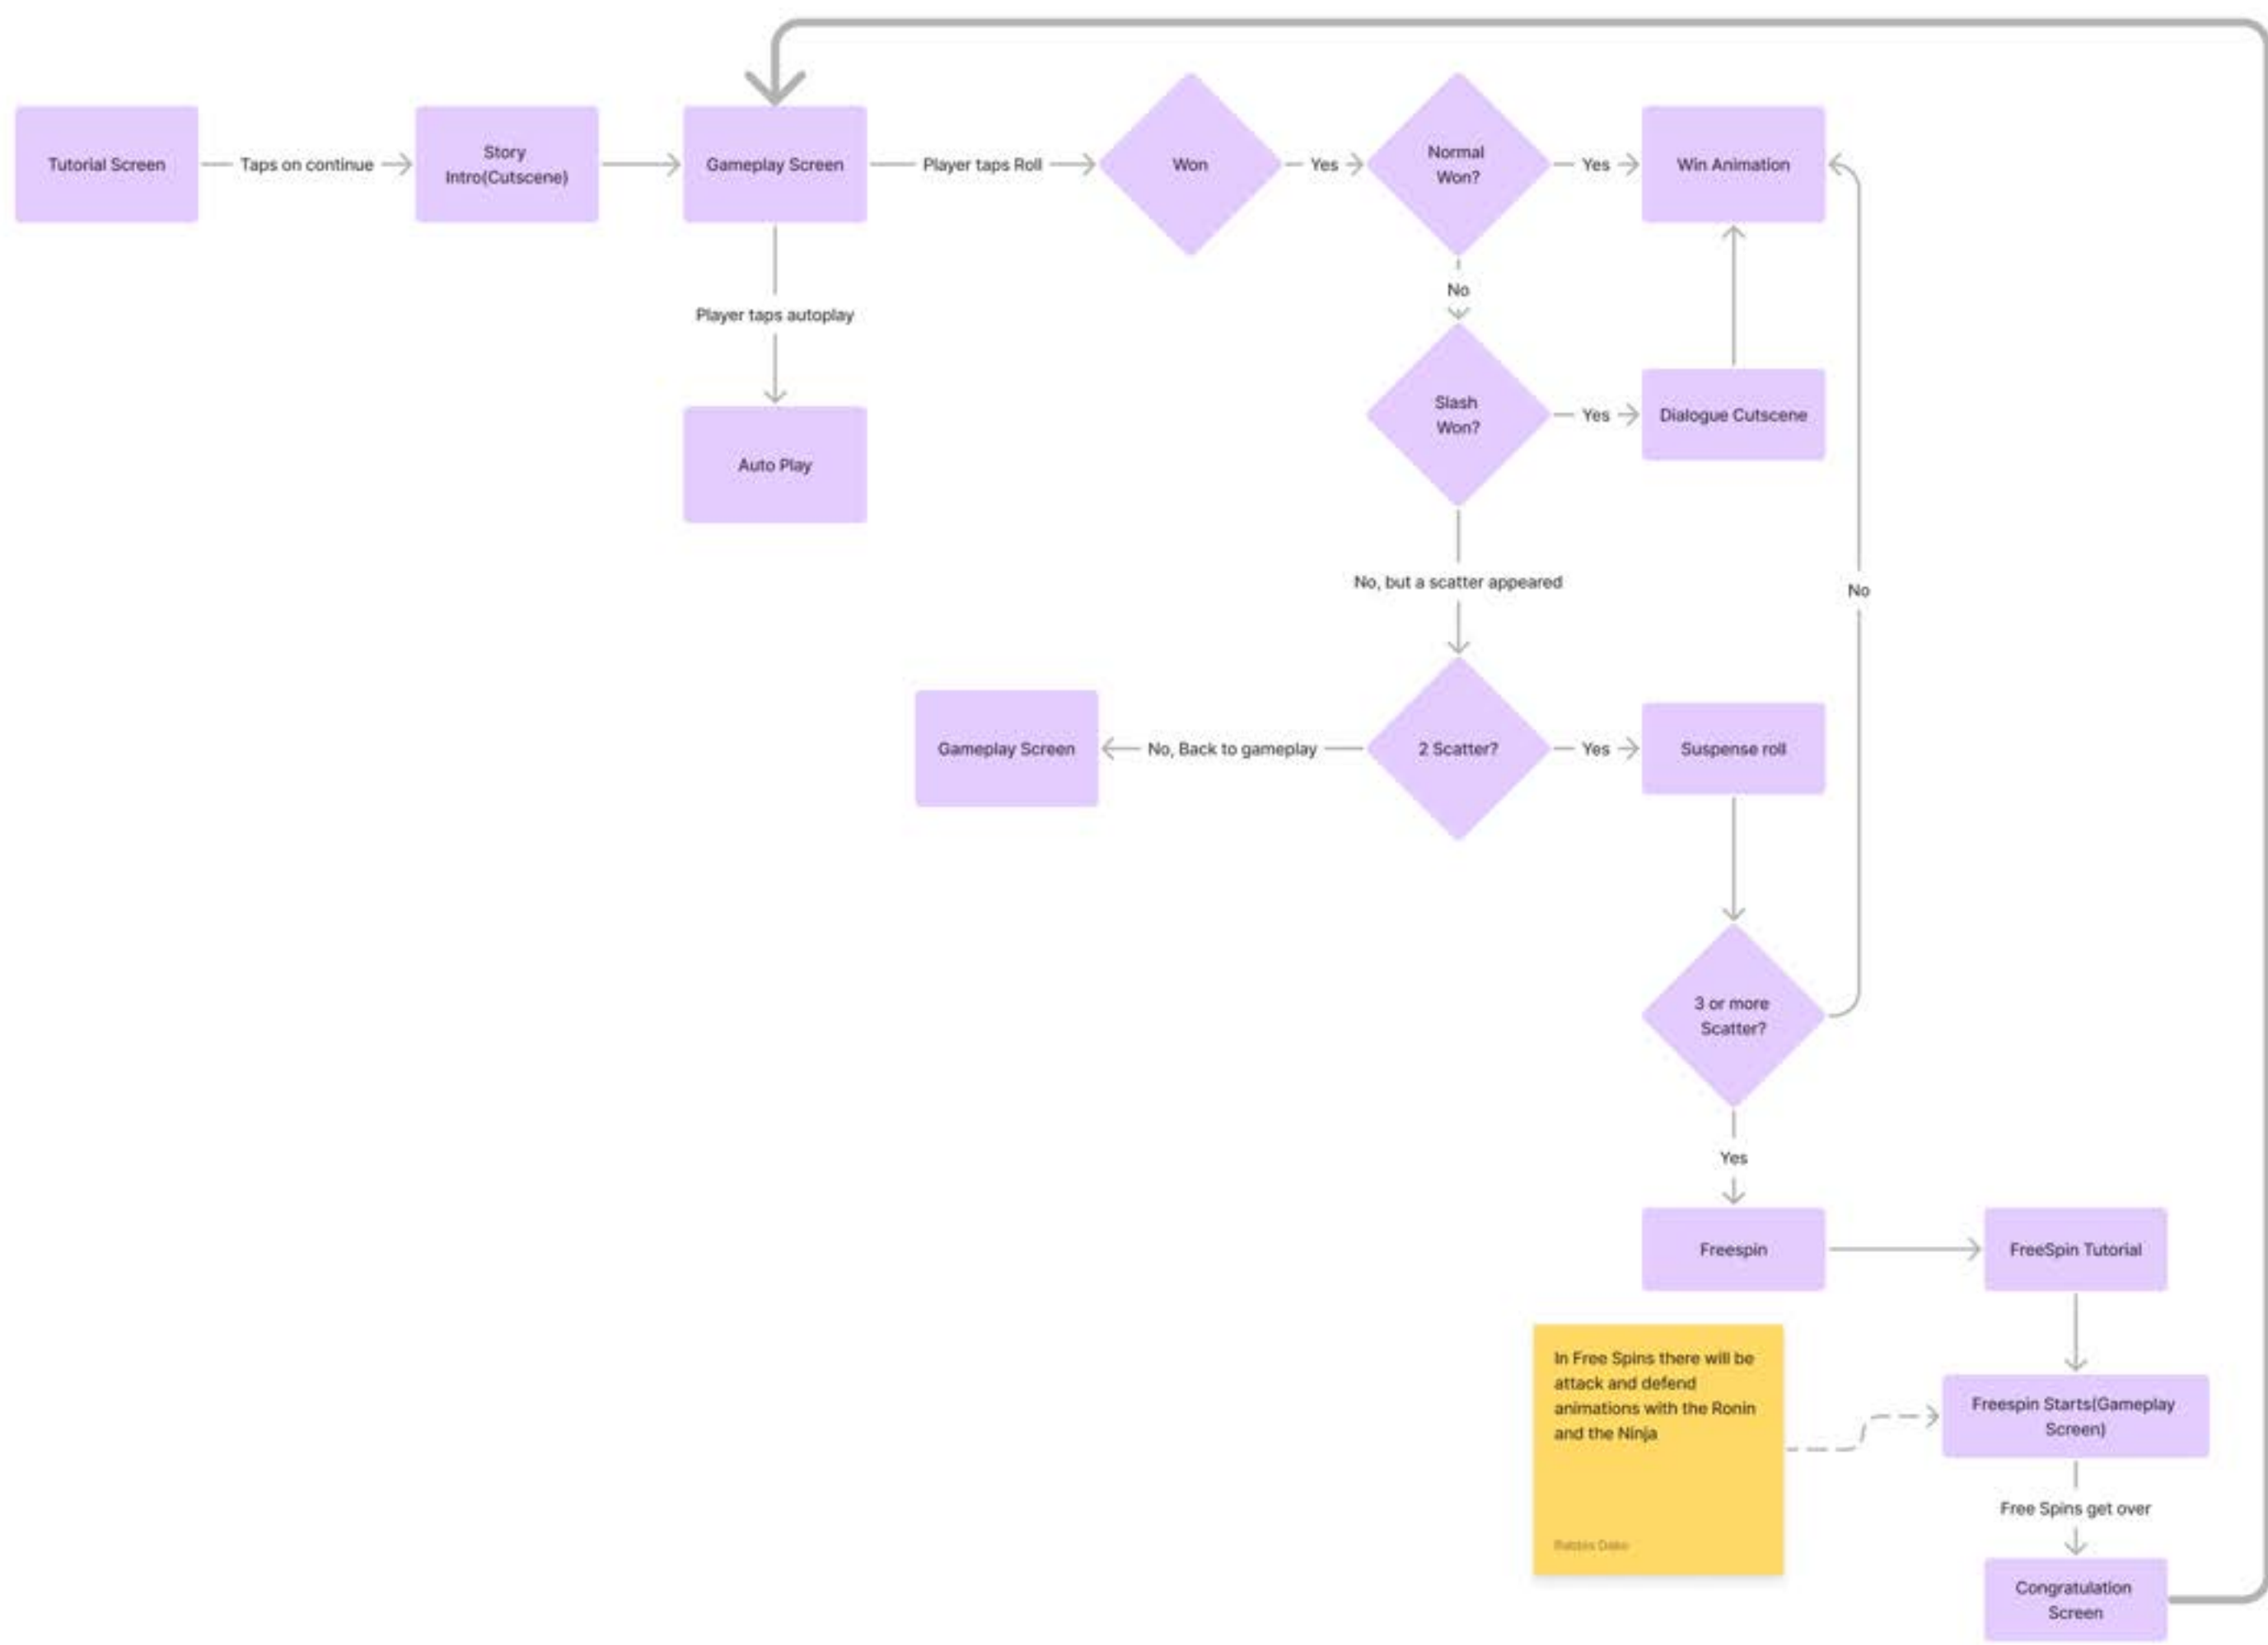 Tutorial Screen
Taps on continue
Story
Intro(Cutscene)
Gameplay Screen
Player taps Roll
Won
Yes
Normal
Won?
Yes
Win Animation
No
Player taps autoplay
Auto Play
Slash
Won?
Yes
Dialogue Cutscene
No, but a scatter appeared
No
Gameplay Screen
No, Back to gameplay
2 Scatter?
Yes
Suspense roll
3 or more
Scatter?
Yes
Freespin
FreeSpin Tutorial
In Free Spins there will be
attack and defend
animations with the Ronin
and the Ninja
Freespin Starts(Gameplay
Screen)
Free Spins get over
Congratulation
Screen